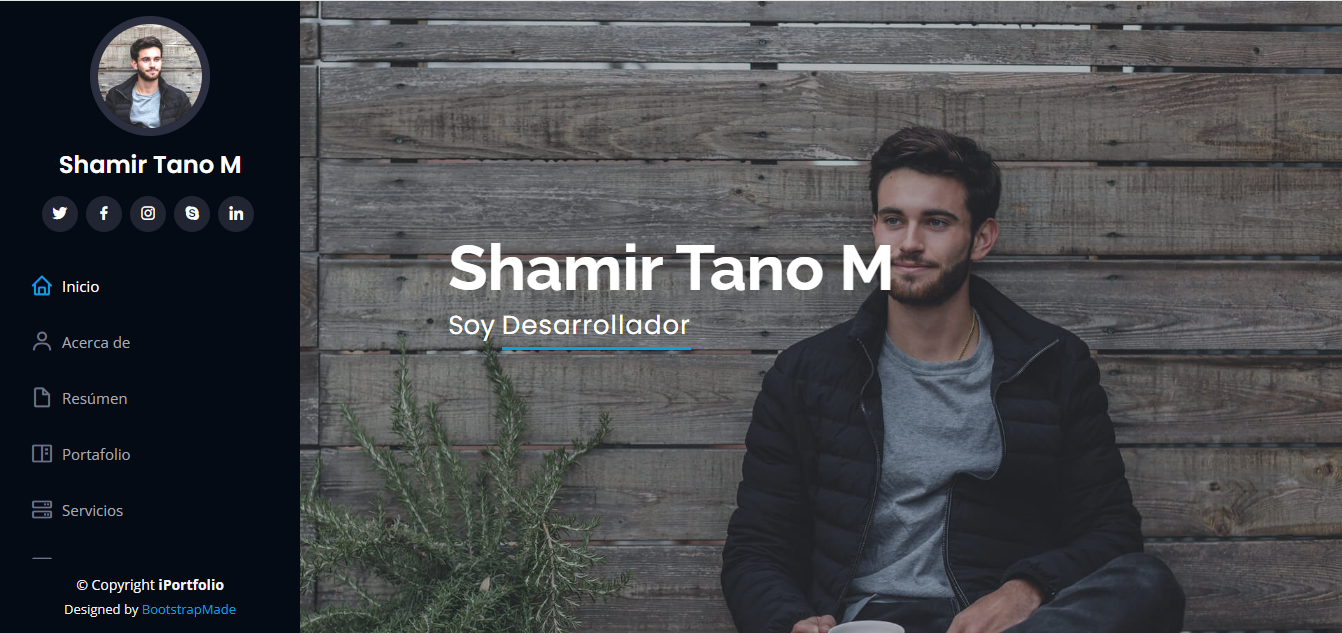 Shamir Tano M
Inicio
Acerca de
Resúmen
Portafolio
Servicios
© Copyright iPortfolio
Designed by BootstrapMade
Shamir Tano M
Soy Desarrollador